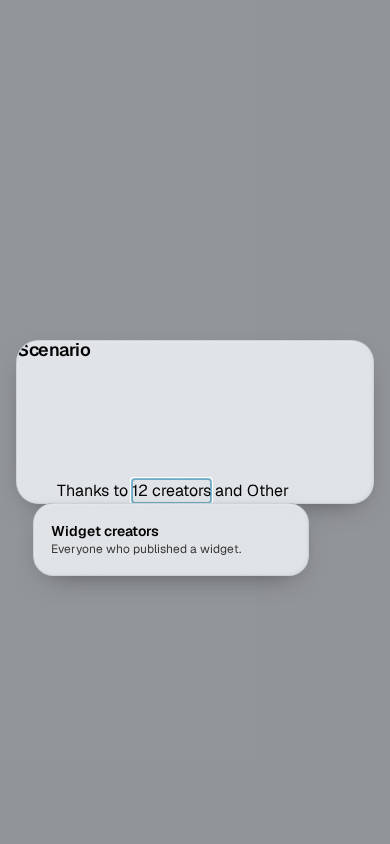 Scenario
Thanks to 12 creators and Other
Widget creators
Everyone who published a widget.